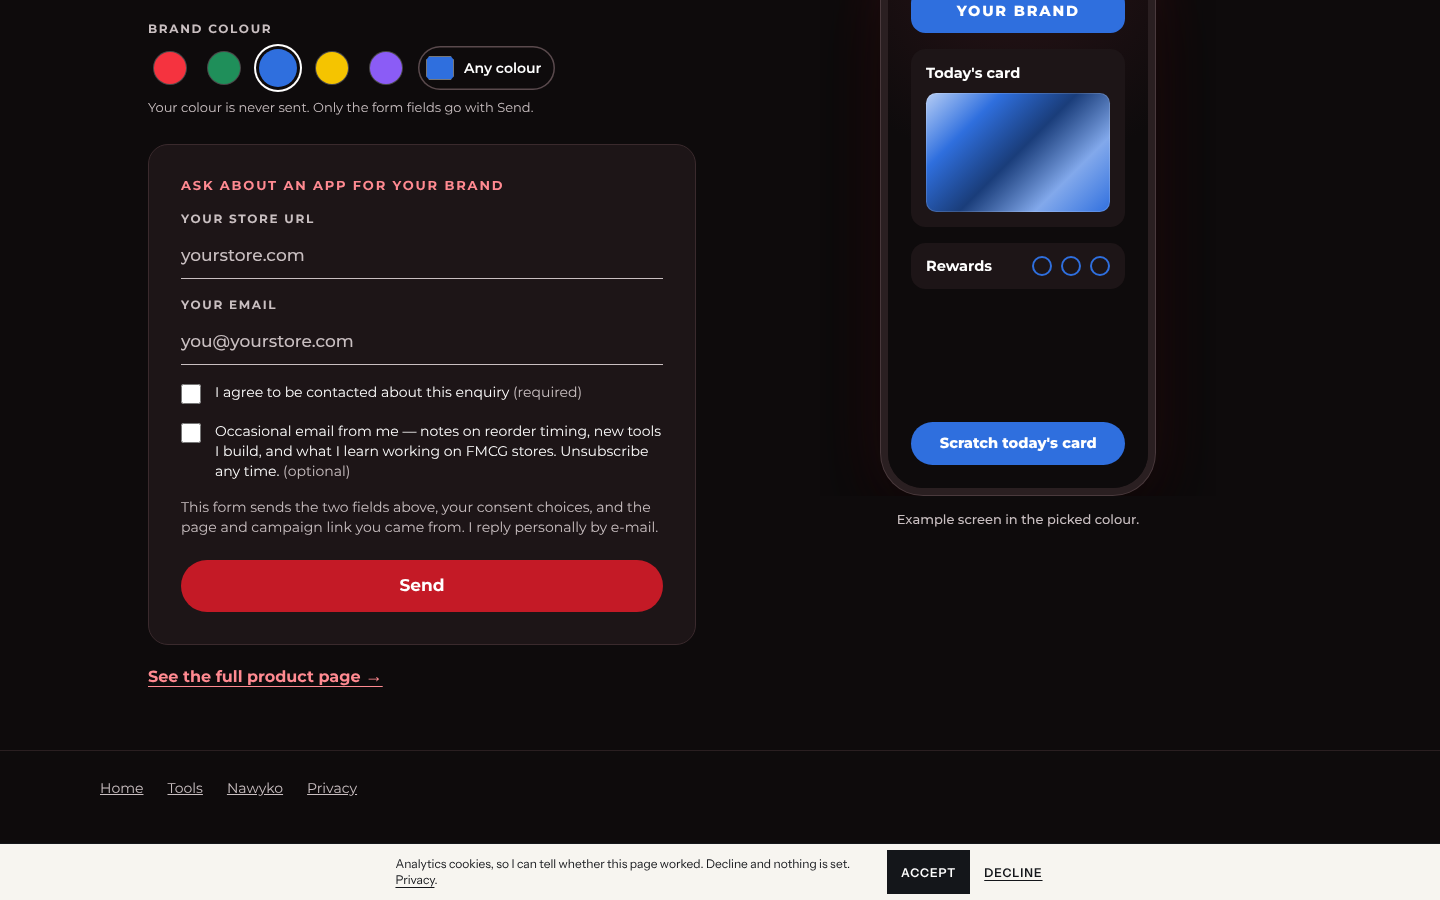 BRAND COLOUR
Any colour
Your colour is never sent. Only the form fields go with Send.
ASK ABOUT AN APP FOR YOUR BRAND
YOUR STORE URL
yourstore.com
YOUR EMAIL
you@yourstore.com
I agree to be contacted about this enquiry (required)
Occasional email from me — notes on reorder timing, new tools
I build, and what I learn working on FMCG stores. Unsubscribe
any time. (optional)
This form sends the two fields above, your consent choices, and the
page and campaign link you came from. I reply personally by e-mail.
Send
See the full product page →
YOUR BRAND
Today's card
Rewards
Scratch today's card
Example screen in the picked colour.
Home Tools Nawyko Privacy
Analytics cookies, so I can tell whether this page worked. Decline and nothing is set.
Privacy.
ACCEPT DECLINE